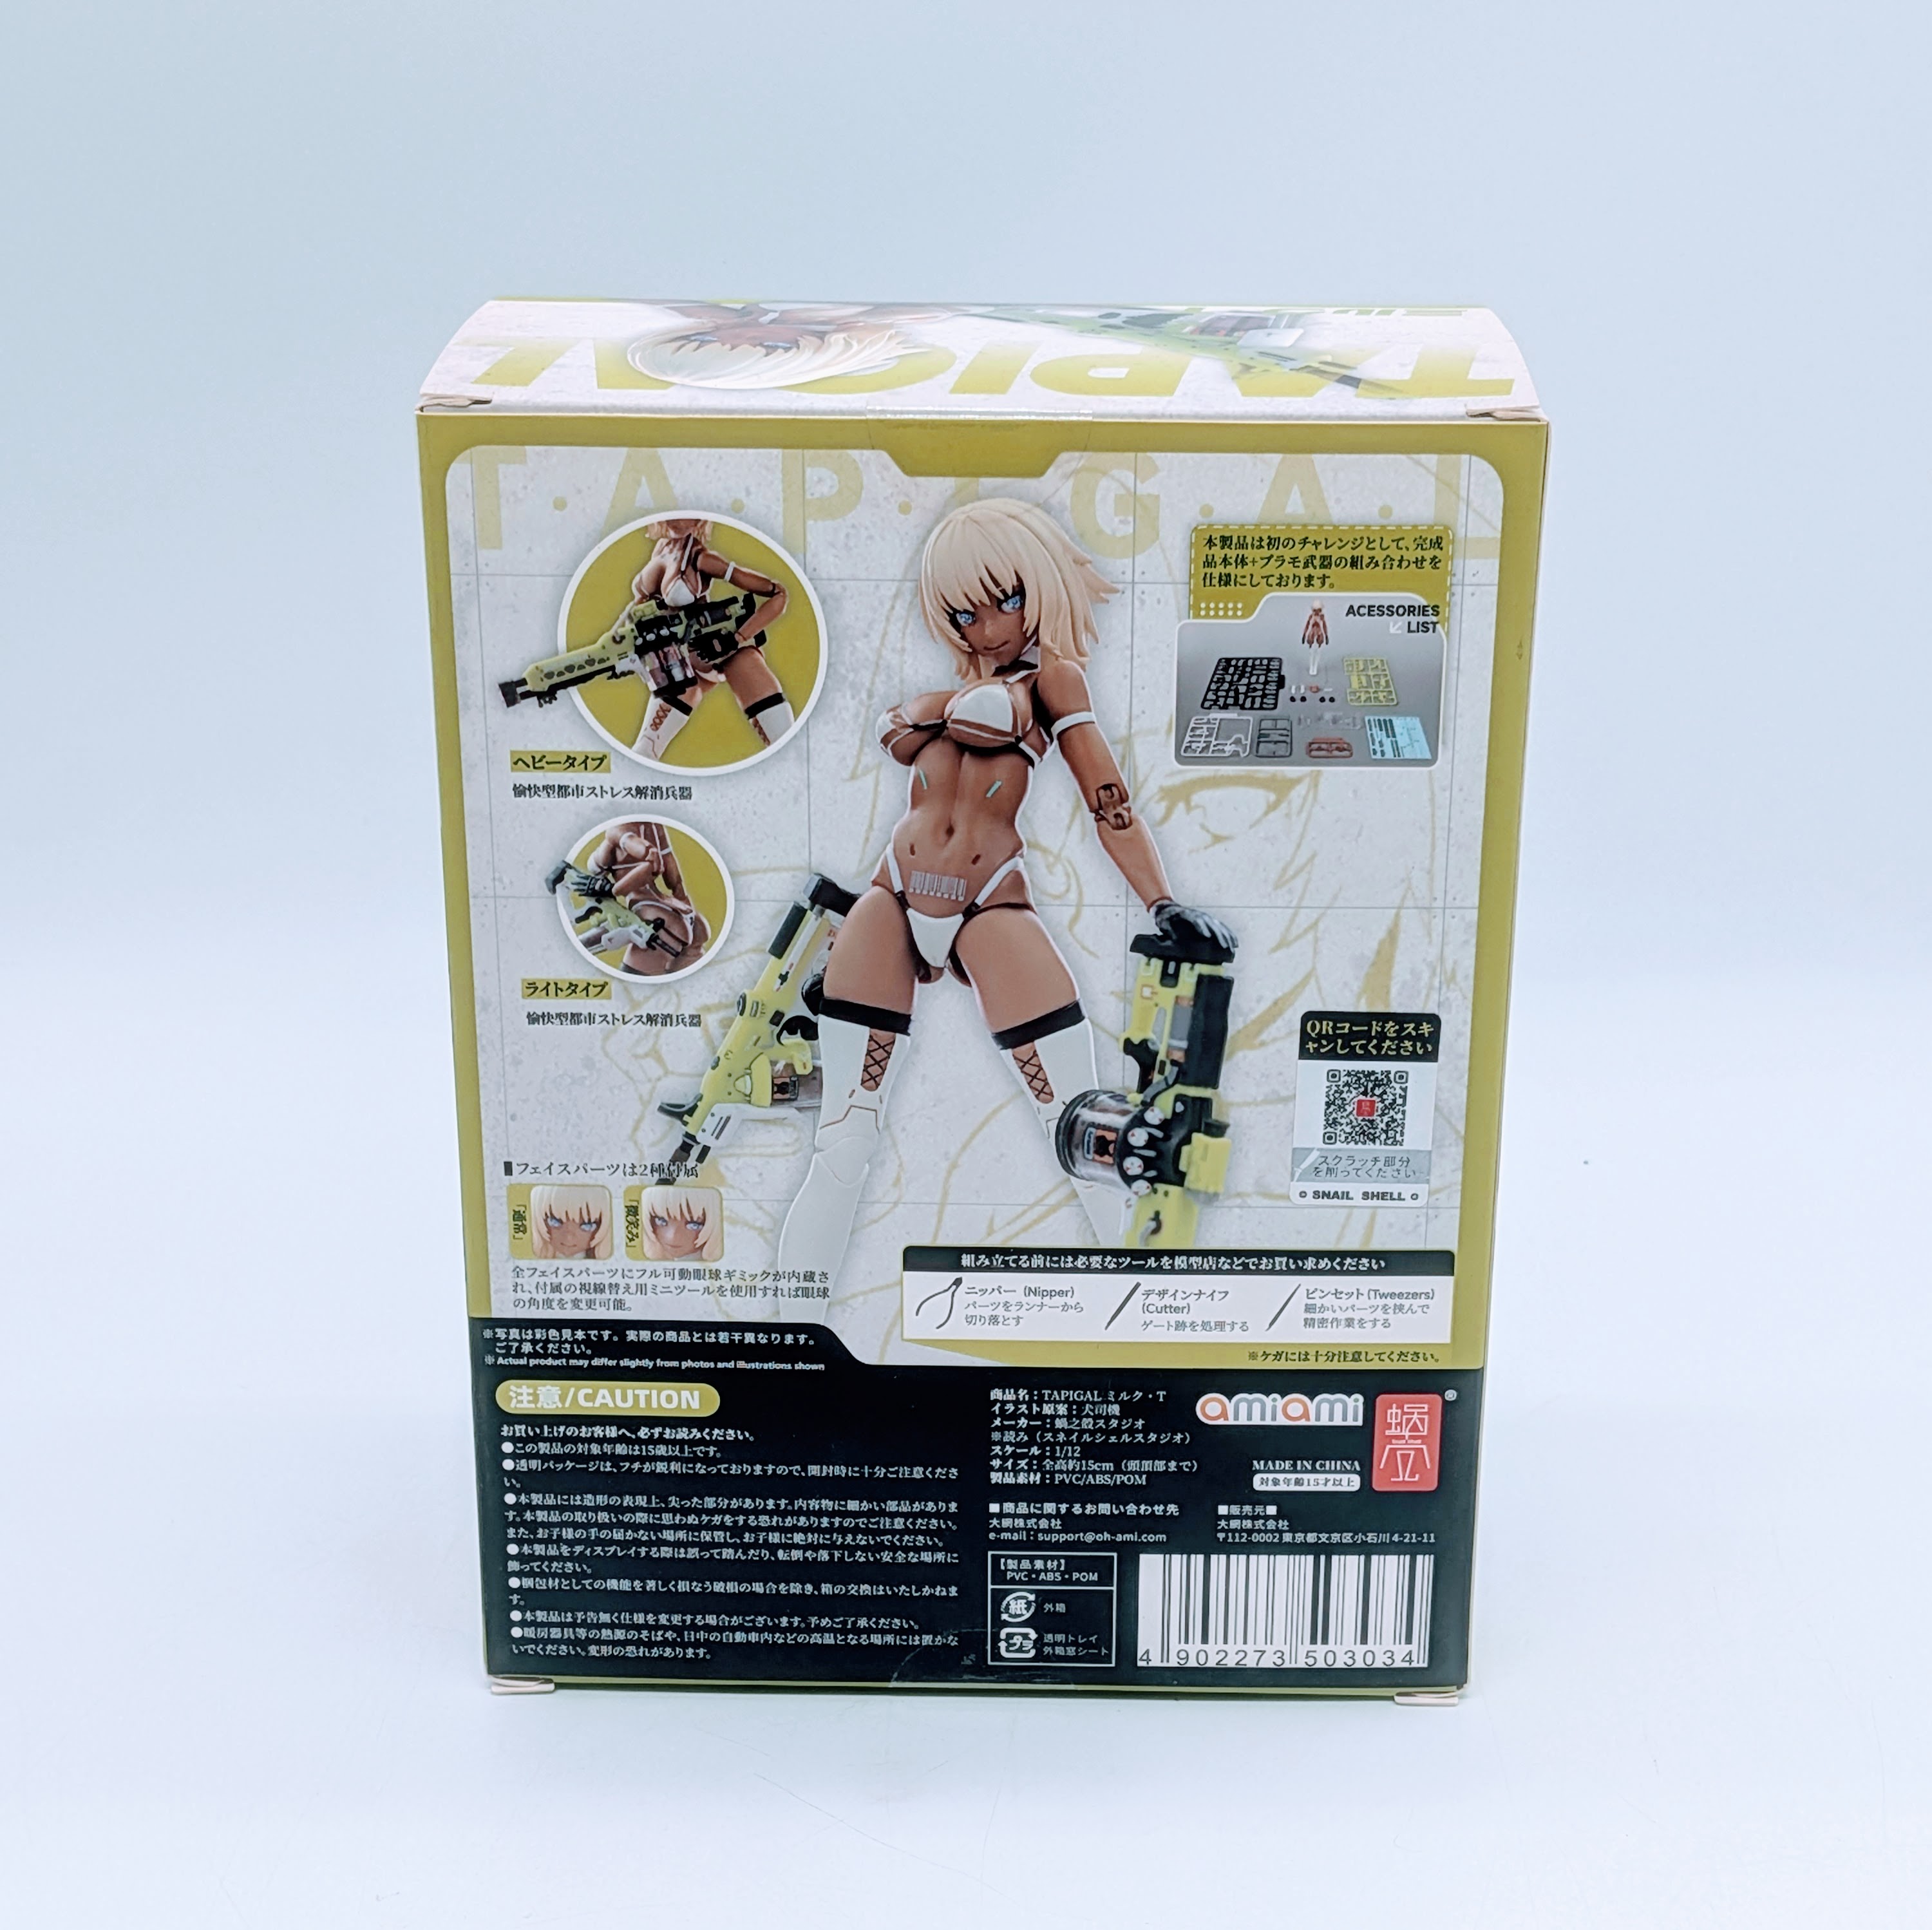 TAPIGAL
T・A・P・I・G・A・L
本製品は初のチャレンジとして、完成
品本体+プラモ武器の組み合わせを
仕様にしております。
ACESSORIES
LIST
ヘビータイプ
愉快型都市ストレス解消兵器
ライトタイプ
愉快型都市ストレス解消兵器
QRコードをスキ
ャンしてください
スクラッチ部分
を削ってください
SNAIL SHELL
フェイスパーツは2種付属
「通常」
「微笑み」
全フェイスパーツにフル可動眼球ギミックが内蔵さ
れ、付属の視線替え用ミニツールを使用すれば眼球
の角度を変更可能。
組み立てる前には必要なツールを模型店などでお買い求めください
ニッパー (Nipper)
パーツをランナーから
切り落とす
デザインナイフ
(Cutter)
ゲート跡を処理する
ピンセット(Tweezers)
細かいパーツを挟んで
精密作業をする
※ケガには十分注意してください。
※写真は彩色見本です。実際の商品とは若干異なります。
ご了承ください。
※Actual product may differ slightly from photos and illustrations shown
注意/CAUTION
お買い上げのお客様へ、必ずお読みください。
●この製品の対象年齢は15歳以上です。
●透明パッケージは、フチが鋭利になっておりますので、開封時に十分ご注意くださ
い。
●本製品には造形の表現上、尖った部分があります。内容物に細かい部品がありま
す。本製品の取り扱いの際に思わぬケガをする恐れがありますのでご注意ください。
また、お子様の手の届かない場所に保管し、お子様に絶対に与えないでください。
●本製品をディスプレイする際は誤って踏んだり、転倒や落下しない安全な場所に
飾ってください。
●梱包材としての機能を著しく損なう破損の場合を除き、箱の交換はいたしかねま
す。
●本製品は予告無く仕様を変更する場合がございます。予めご了承ください。
●暖房器具等の熱源のそばや、日中の自動車内などの高温となる場所には置かな
いでください。変形の恐れがあります。
商品名：TAPIGAL ミルク・T
イラスト原案：犬司機
メーカー：蝸之殼スタジオ
※読み（スネイルシェルスタジオ）
スケール：1/12
サイズ：全高約15cm（頭頂部まで）
製品素材：PVC/ABS/POM
amiami
®
MADE IN CHINA
対象年齢15才以上
■商品に関するお問い合わせ先
大網株式会社
e-mail：support@oh-ami.com
■販売元■
大網株式会社
〒112-0002 東京都文京区小石川4-21-11
【製品素材】
PVC・ABS・POM
紙 外箱
プラ 透明トレイ
外箱窓シート
4 902273 503034